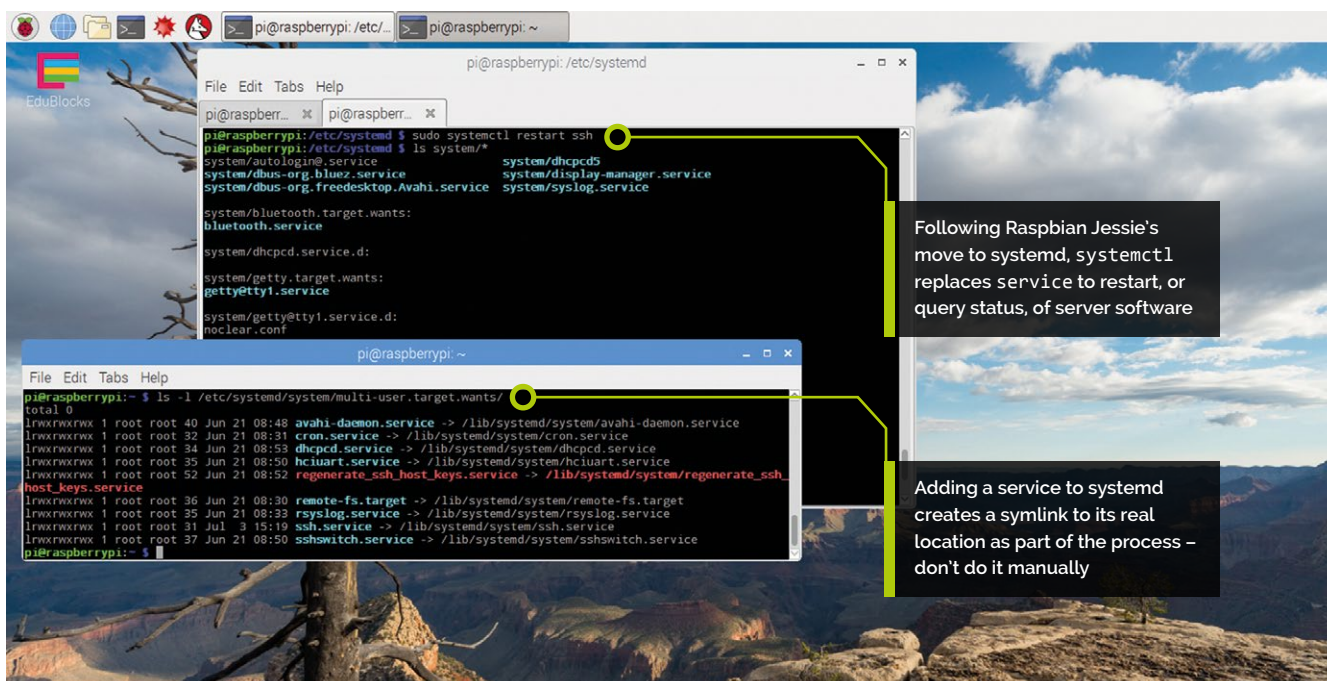 pi@raspberrypi: /etc/...
pi@raspberrypi: ~
EduBlocks
pi@raspberrypi: /etc/systemd
File Edit Tabs Help
pi@raspberr...
pi@raspberr...
pi@raspberrypi:/etc/systemd $ sudo systemctl restart ssh
pi@raspberrypi:/etc/systemd $ ls system/*
system/autologin@.service system/dhcpcd5
system/dbus-org.bluez.service system/display-manager.service
system/dbus-org.freedesktop.Avahi.service system/syslog.service
system/bluetooth.target.wants:
bluetooth.service
system/dhcpcd.service.d:
system/getty.target.wants:
getty@tty1.service
system/getty@tty1.service.d:
noclear.conf
Following Raspbian Jessie's
move to systemd, systemctl
replaces service to restart, or
query status, of server software
pi@raspberrypi: ~
File Edit Tabs Help
pi@raspberrypi:~ $ ls -l /etc/systemd/system/multi-user.target.wants/
total 0
lrwxrwxrwx 1 root root 40 Jun 21 08:48 avahi-daemon.service -> /lib/systemd/system/avahi-daemon.service
lrwxrwxrwx 1 root root 32 Jun 21 08:31 cron.service -> /lib/systemd/system/cron.service
lrwxrwxrwx 1 root root 34 Jun 21 08:53 dhcpcd.service -> /lib/systemd/system/dhcpcd.service
lrwxrwxrwx 1 root root 35 Jun 21 08:50 hciuart.service -> /lib/systemd/system/hciuart.service
lrwxrwxrwx 1 root root 52 Jun 21 08:52 regenerate_ssh_host_keys.service -> /lib/systemd/system/regenerate_ssh_
host_keys.service
lrwxrwxrwx 1 root root 36 Jun 21 08:30 remote-fs.target -> /lib/systemd/system/remote-fs.target
lrwxrwxrwx 1 root root 35 Jun 21 08:33 rsyslog.service -> /lib/systemd/system/rsyslog.service
lrwxrwxrwx 1 root root 31 Jul  3 15:19 ssh.service -> /lib/systemd/system/ssh.service
lrwxrwxrwx 1 root root 37 Jun 21 08:50 sshswitch.service -> /lib/systemd/system/sshswitch.service
pi@raspberrypi:~ $
Adding a service to systemd
creates a symlink to its real
location as part of the process –
don't do it manually